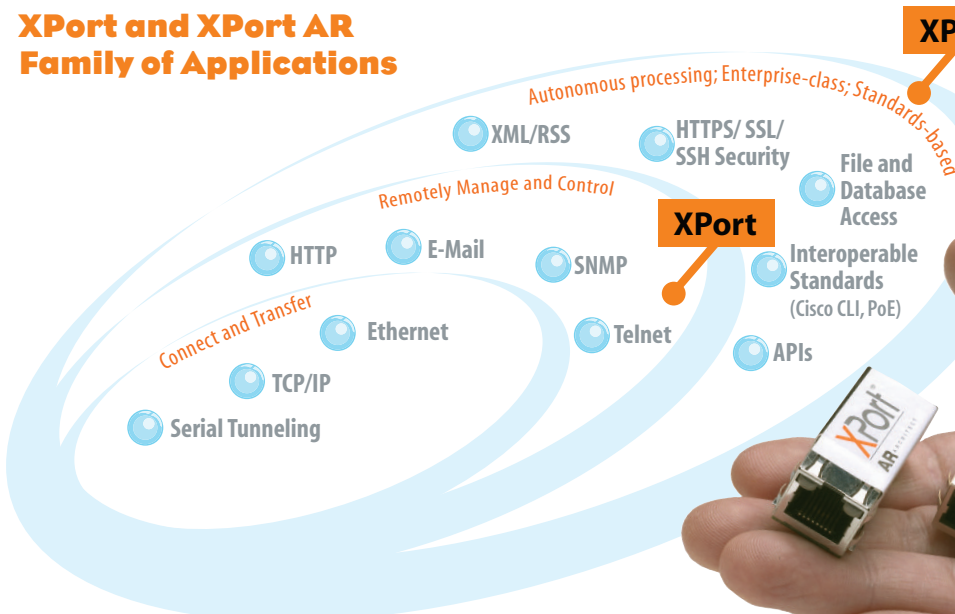 XPort and XPort AR
Family of Applications
XP
Autonomous processing; Enterprise-class; Standards-based
XML/RSS
HTTPS/ SSL/
SSH Security
File and
Database
Access
Remotely Manage and Control
XPort
HTTP
E-Mail
SNMP
Interoperable
Standards
(Cisco CLI, PoE)
Connect and Transfer
Ethernet
Telnet
APIs
TCP/IP
Serial Tunneling
XPort
AR